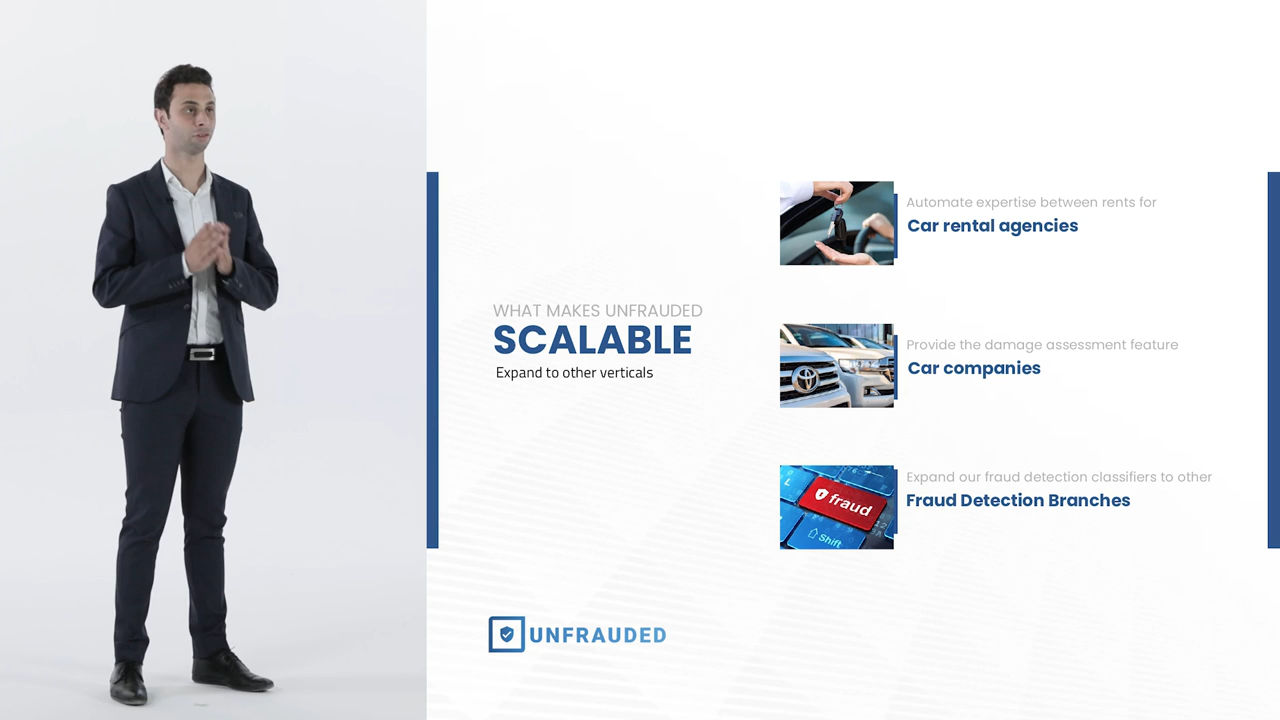 WHAT MAKES UNFRAUDED
SCALABLE
Expand to other verticals
Automate expertise between rents for
Car rental agencies
Provide the damage assessment feature
Car companies
fraud
Shift
L
12
Expand our fraud detection classifiers to other
Fraud Detection Branches
UNFRAUDED